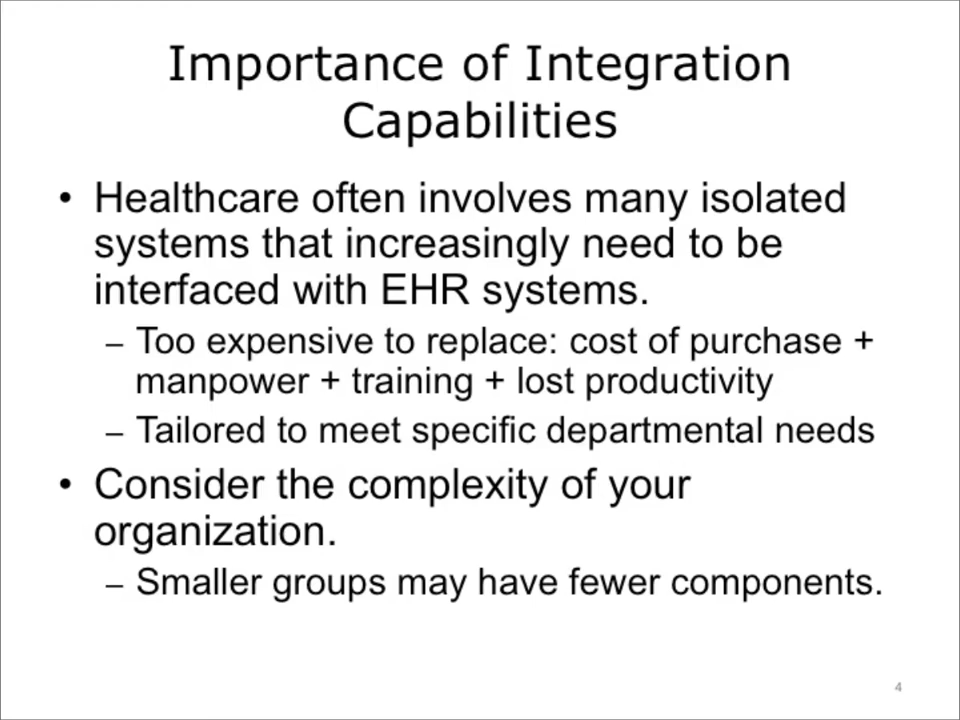 Importance of Integration
Capabilities
• Healthcare often involves many isolated
systems that increasingly need to be
interfaced with EHR systems.
– Too expensive to replace: cost of purchase +
manpower + training + lost productivity
– Tailored to meet specific departmental needs
• Consider the complexity of your
organization.
– Smaller groups may have fewer components.
4